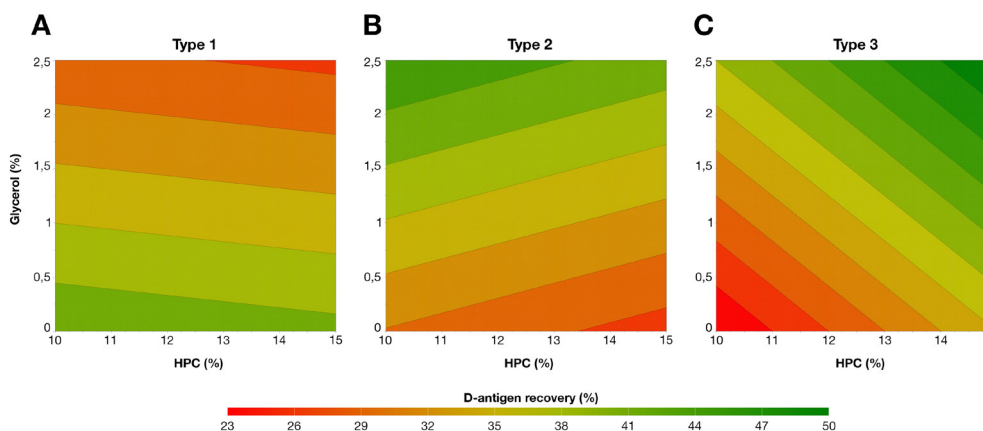 A
B
C
Type 1
Type 2
Type 3
Glycerol (%)
2,5
2
1,5
1
0,5
0
10 11 12 13 14 15
HPC (%)
2,5
2
1,5
1
0,5
0
10 11 12 13 14 15
HPC (%)
2,5
2
1,5
1
0,5
0
10 11 12 13 14
HPC (%)
D-antigen recovery (%)
23 26 29 32 35 38 41 44 47 50